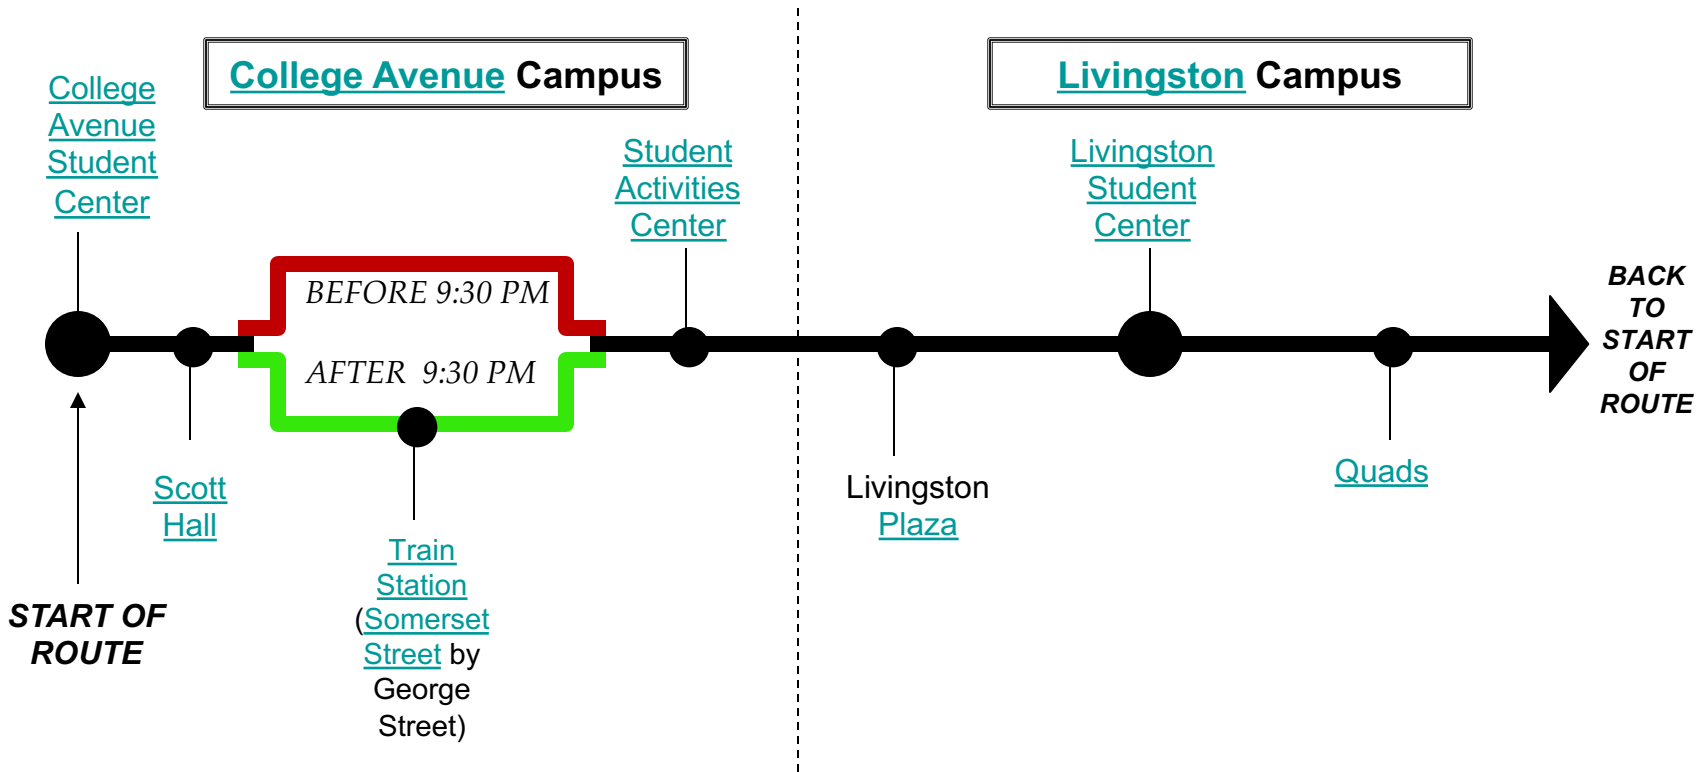 College Avenue Campus
Livingston Campus
College
Avenue
Student
Center
Student
Activities
Center
Livingston
Student
Center
BEFORE 9:30 PM
AFTER 9:30 PM
BACK
TO
START
OF
ROUTE
Scott
Hall
Livingston
Plaza
Quads
Train
Station
(Somerset
Street by
George
Street)
START OF
ROUTE